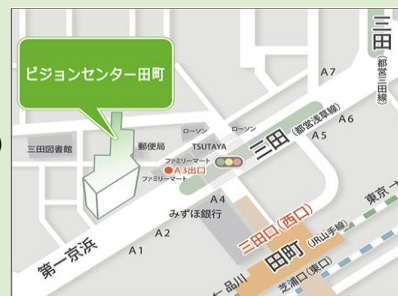 ビジョンセンター田町
三田
(都営三田線)
A7
A6
A5
ローソン
ローソン
三田図書館
郵便局
TSUTAYA
三田
(都営浅草線)
ファミリーマート
A3出口
ファミリーマート
A4
みずほ銀行
A2
A1
第一京浜
三田口(西口)
東京→
田町
(JR山手線)
←品川
芝浦口(東口)